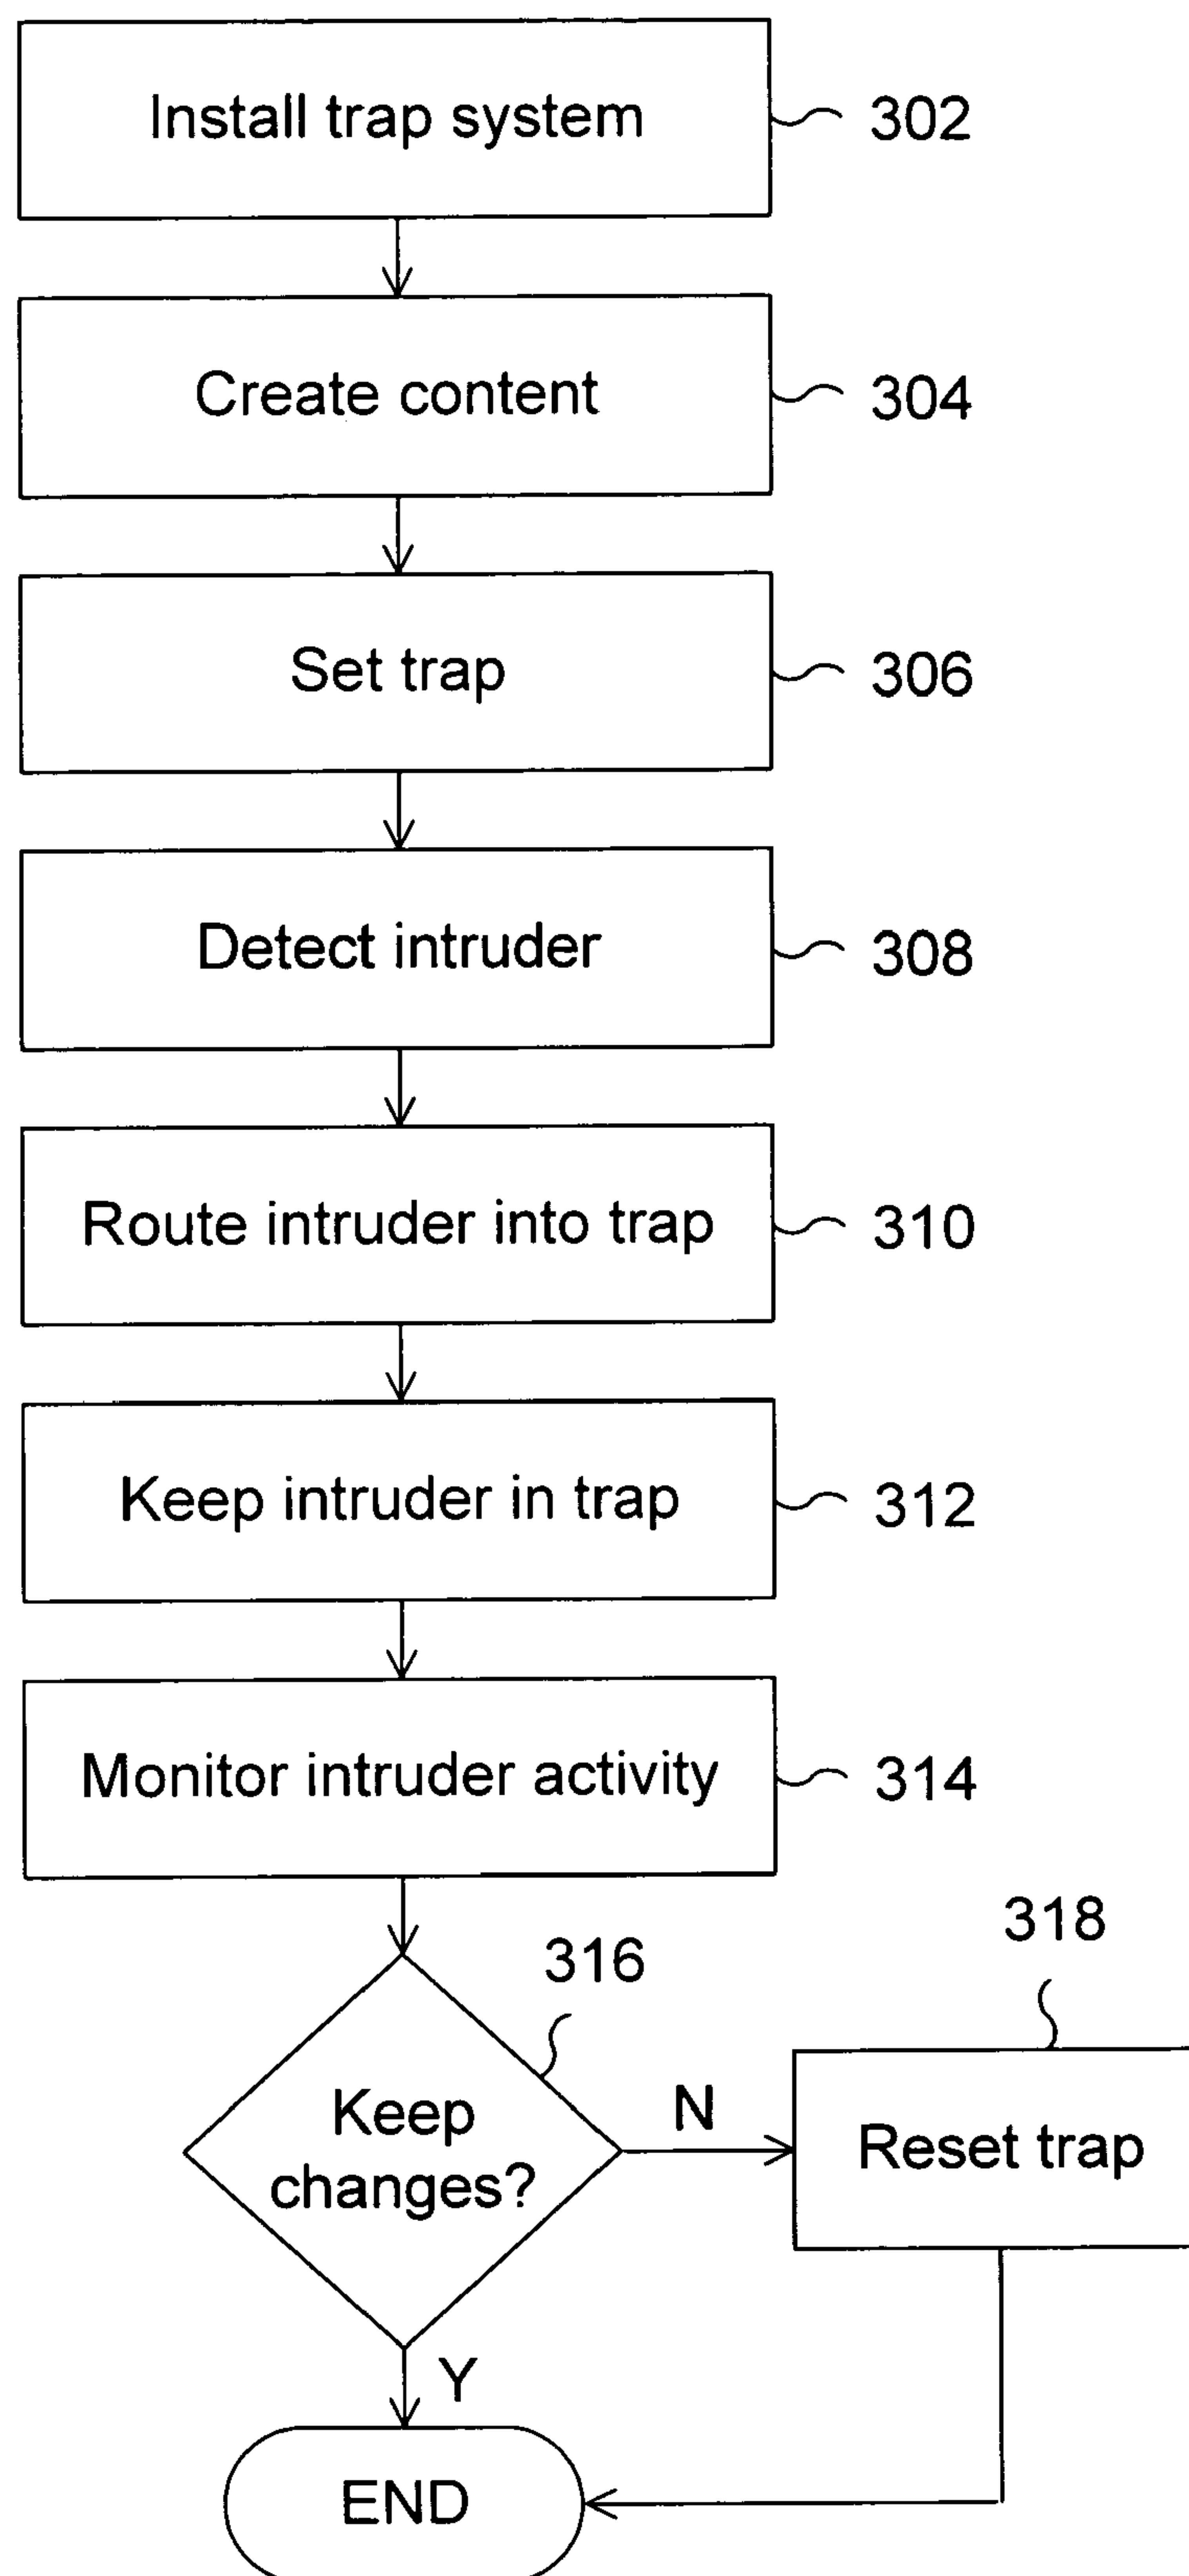 Install trap system
302
Create content
304
Set trap
306
Detect intruder
308
Route intruder into trap
310
Keep intruder in trap
312
Monitor intruder activity
314
316
318
Keep
changes?
N
Reset trap
Y
END